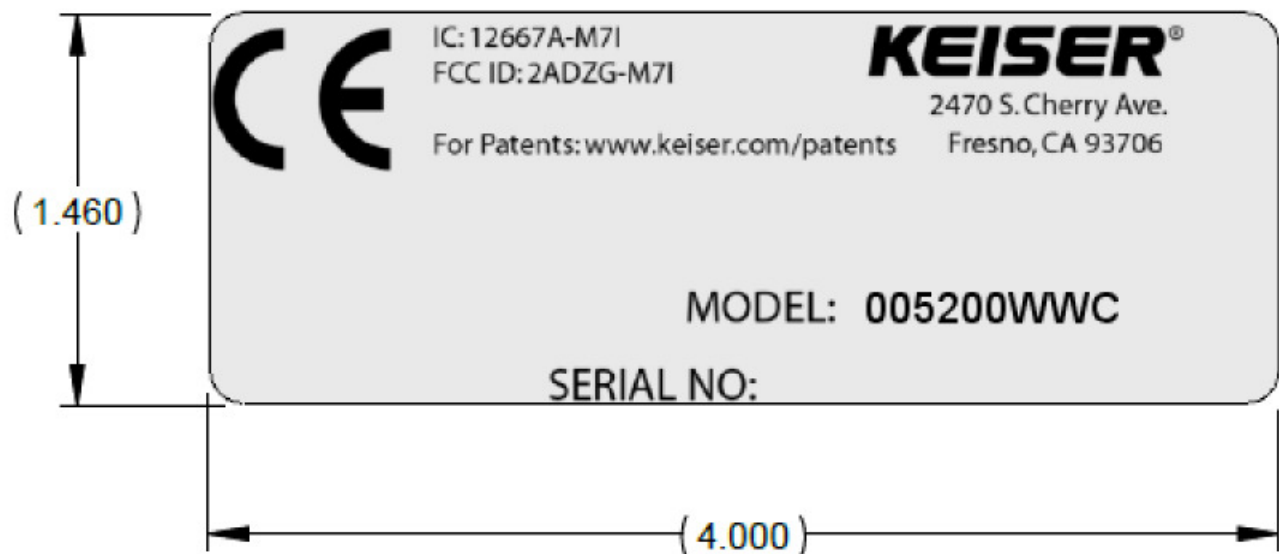 CE
IC: 12667A-M7I
FCC ID: 2ADZG-M7I
For Patents: www.keiser.com/patents
KEISER®
2470 S. Cherry Ave.
Fresno, CA 93706
(1.460)
MODEL: 005200WWC
SERIAL NO:
(4.000)